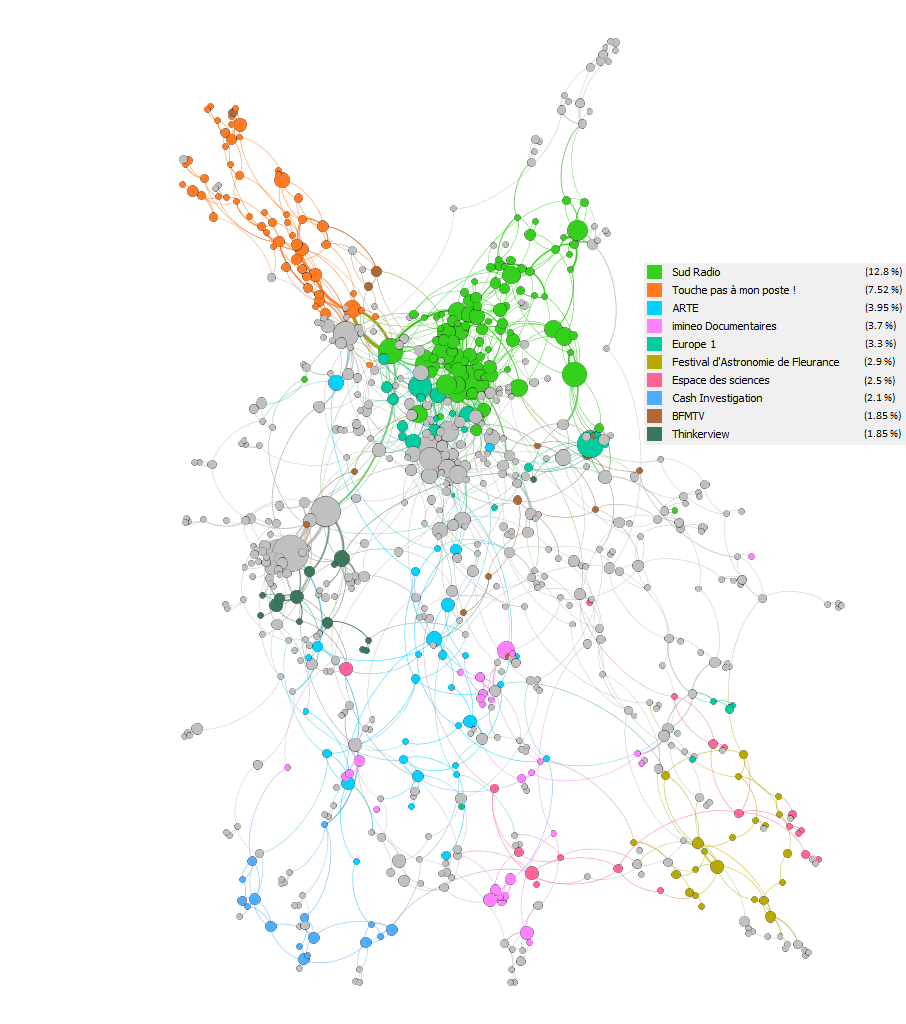 Sud Radio (12.8 %)
Touche pas à mon poste ! (7.52 %)
ARTE (3.95 %)
imineo Documentaires (3.7 %)
Europe 1 (3.3 %)
Festival d'Astronomie de Fleurance (2.9 %)
Espace des sciences (2.5 %)
Cash Investigation (2.1 %)
BFMTV (1.85 %)
Thinkerview (1.85 %)